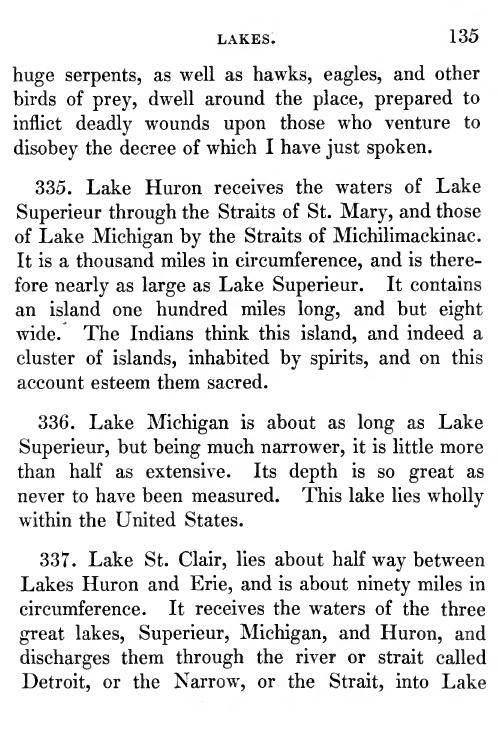 LAKES. 135
huge serpents, as well as hawks, eagles, and other
birds of prey, dwell around the place, prepared to
inflict deadly wounds upon those who venture to
disobey the decree of which I have just spoken.
335. Lake Huron receives the waters of Lake
Superieur through the Straits of St. Mary, and those
of Lake Michigan by the Straits of Michilimackinac.
It is a thousand miles in circumference, and is there-
fore nearly as large as Lake Superieur. It contains
an island one hundred miles long, and but eight
wide. The Indians think this island, and indeed a
cluster of islands, inhabited by spirits, and on this
account esteem them sacred.
336. Lake Michigan is about as long as Lake
Superieur, but being much narrower, it is little more
than half as extensive. Its depth is so great as
never to have been measured. This lake lies wholly
within the United States.
337. Lake St. Clair, lies about half way between
Lakes Huron and Erie, and is about ninety miles in
circumference. It receives the waters of the three
great lakes, Superieur, Michigan, and Huron, and
discharges them through the river or strait called
Detroit, or the Narrow, or the Strait, into Lake